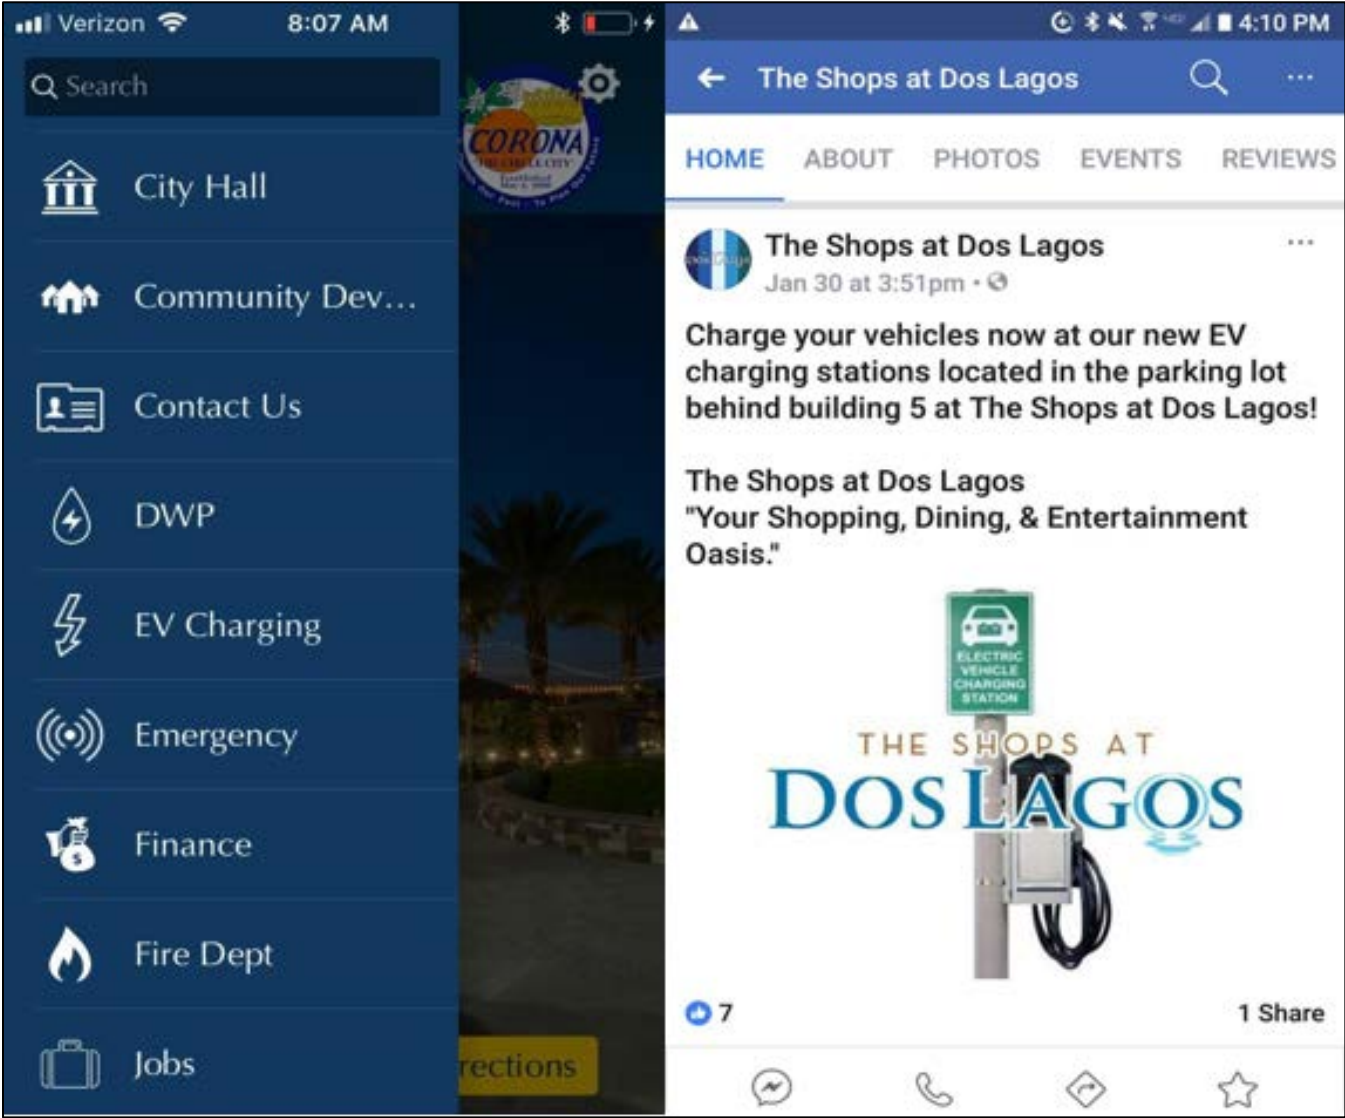 Verizon 8:07 AM
Search
City Hall
Community Dev...
Contact Us
DWP
EV Charging
Emergency
Finance
Fire Dept
Jobs
CORONA
THE CIRCLE CITY
Established
rections
4:10 PM
The Shops at Dos Lagos
HOME ABOUT PHOTOS EVENTS REVIEWS
The Shops at Dos Lagos
Jan 30 at 3:51pm
Charge your vehicles now at our new EV
charging stations located in the parking lot
behind building 5 at The Shops at Dos Lagos!
The Shops at Dos Lagos
"Your Shopping, Dining, & Entertainment
Oasis."
ELECTRIC
VEHICLE
CHARGING
STATION
THE SHOPS AT
DOS LAGOS
7
1 Share